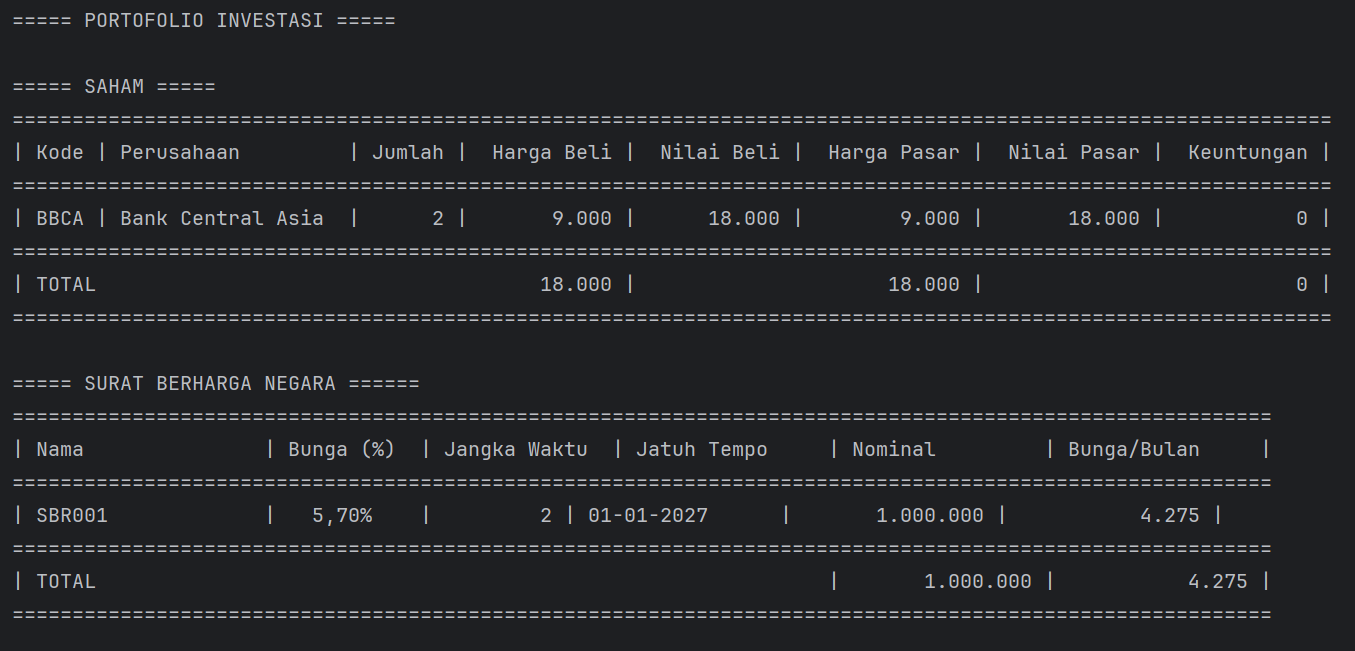 ===== PORTOFOLIO INVESTASI =====
===== SAHAM =====
==============================================================================================================
| Kode | Perusahaan         | Jumlah |  Harga Beli |  Nilai Beli |  Harga Pasar |  Nilai Pasar |  Keuntungan |
==============================================================================================================
| BBCA | Bank Central Asia  |      2 |       9.000 |      18.000 |        9.000 |       18.000 |           0 |
==============================================================================================================
| TOTAL                                     18.000 |                     18.000 |                          0 |
==============================================================================================================
===== SURAT BERHARGA NEGARA ======
=========================================================================================================
| Nama               | Bunga (%)  | Jangka Waktu  | Jatuh Tempo     | Nominal         | Bunga/Bulan     |
=========================================================================================================
| SBR001             |   5,70%    |         2 | 01-01-2027      |       1.000.000 |           4.275 |
=========================================================================================================
| TOTAL                                                             |       1.000.000 |           4.275 |
=========================================================================================================